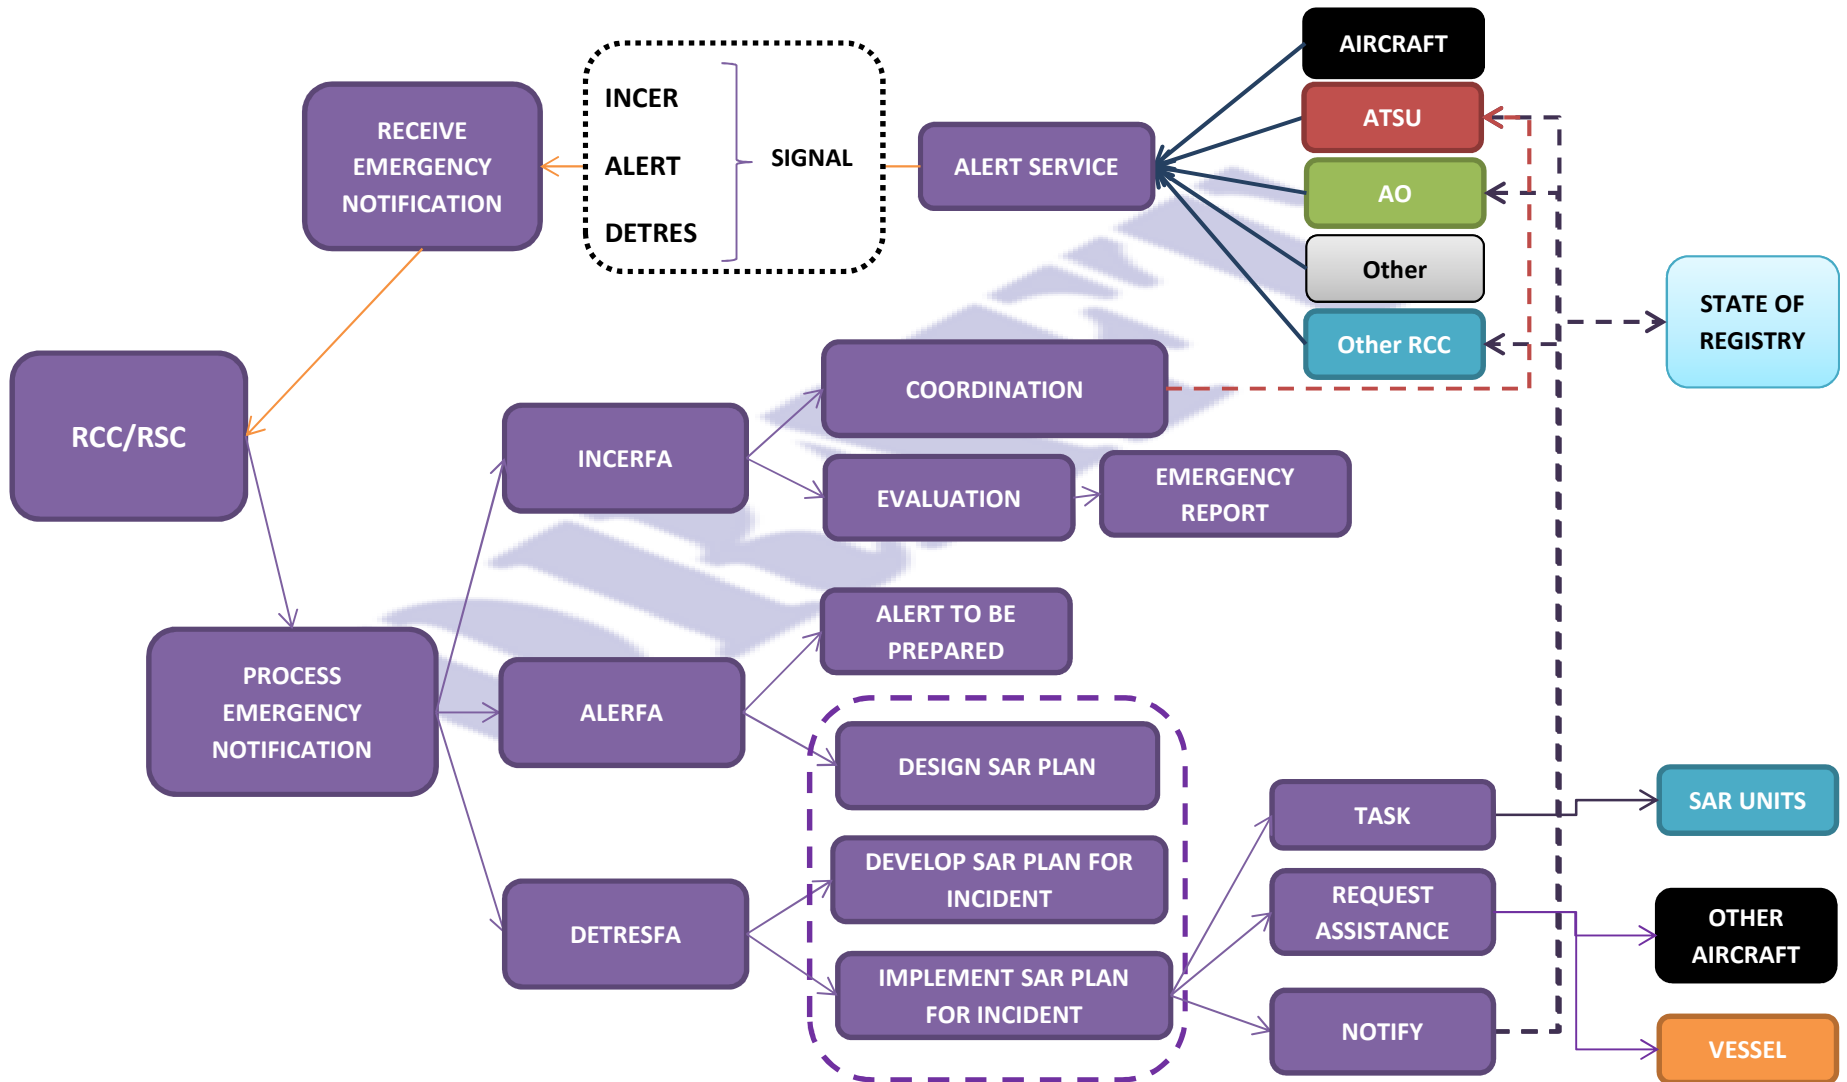 AIRCRAFT
INCER
RECEIVE
EMERGENCY
NOTIFICATION
ALERT
SIGNAL
DETRES
ALERT SERVICE
ATSU
AO
Other
Other RCC
STATE OF
REGISTRY
RCC/RSC
INCERFA
COORDINATION
EVALUATION
EMERGENCY
REPORT
PROCESS
EMERGENCY
NOTIFICATION
ALERFA
ALERT TO BE
PREPARED
DESIGN SAR PLAN
DETRESFA
DEVELOP SAR PLAN FOR
INCIDENT
IMPLEMENT SAR PLAN
FOR INCIDENT
TASK
REQUEST
ASSISTANCE
NOTIFY
SAR UNITS
OTHER
AIRCRAFT
VESSEL